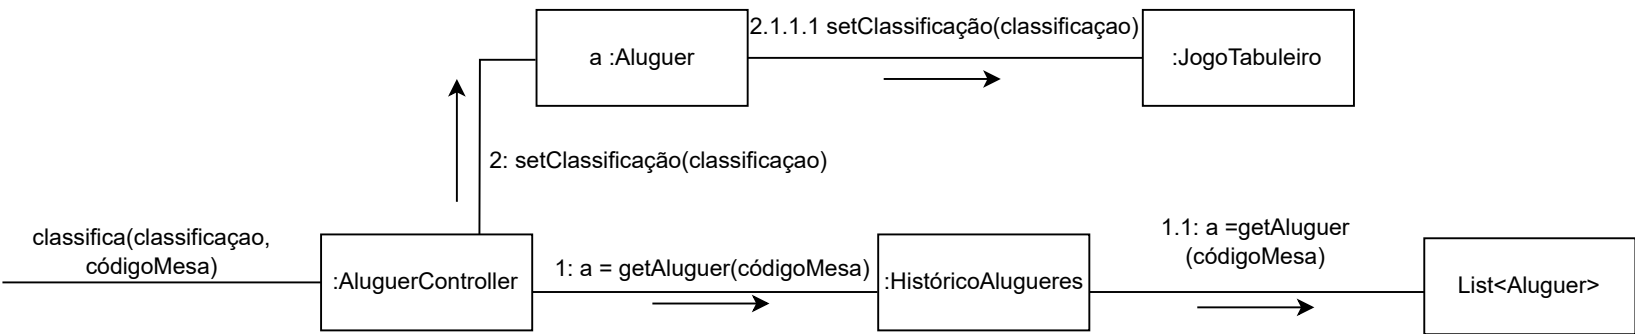 2.1.1.1 setClassificação(classificaçao)
a :Aluguer
:JogoTabuleiro
2: setClassificação(classificaçao)
classifica(classificaçao,
códigoMesa)
:AluguerController
1: a = getAluguer(códigoMesa)
:HistóricoAlugueres
1.1: a =getAluguer
(códigoMesa)
List<Aluguer>